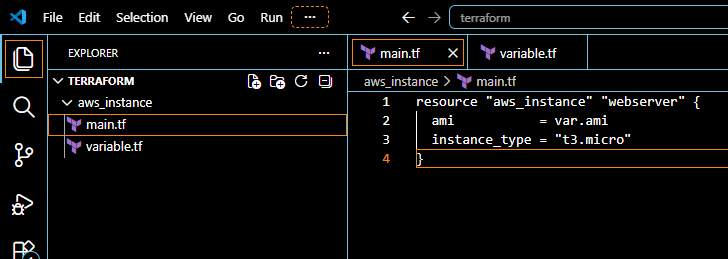 File Edit Selection View Go Run ...
terraform
EXPLORER ...
TERRAFORM
aws_instance
main.tf
variable.tf
main.tf variable.tf
aws_instance > main.tf
1 resource "aws_instance" "webserver" {
2 ami = var.ami
3 instance_type = "t3.micro"
4 }